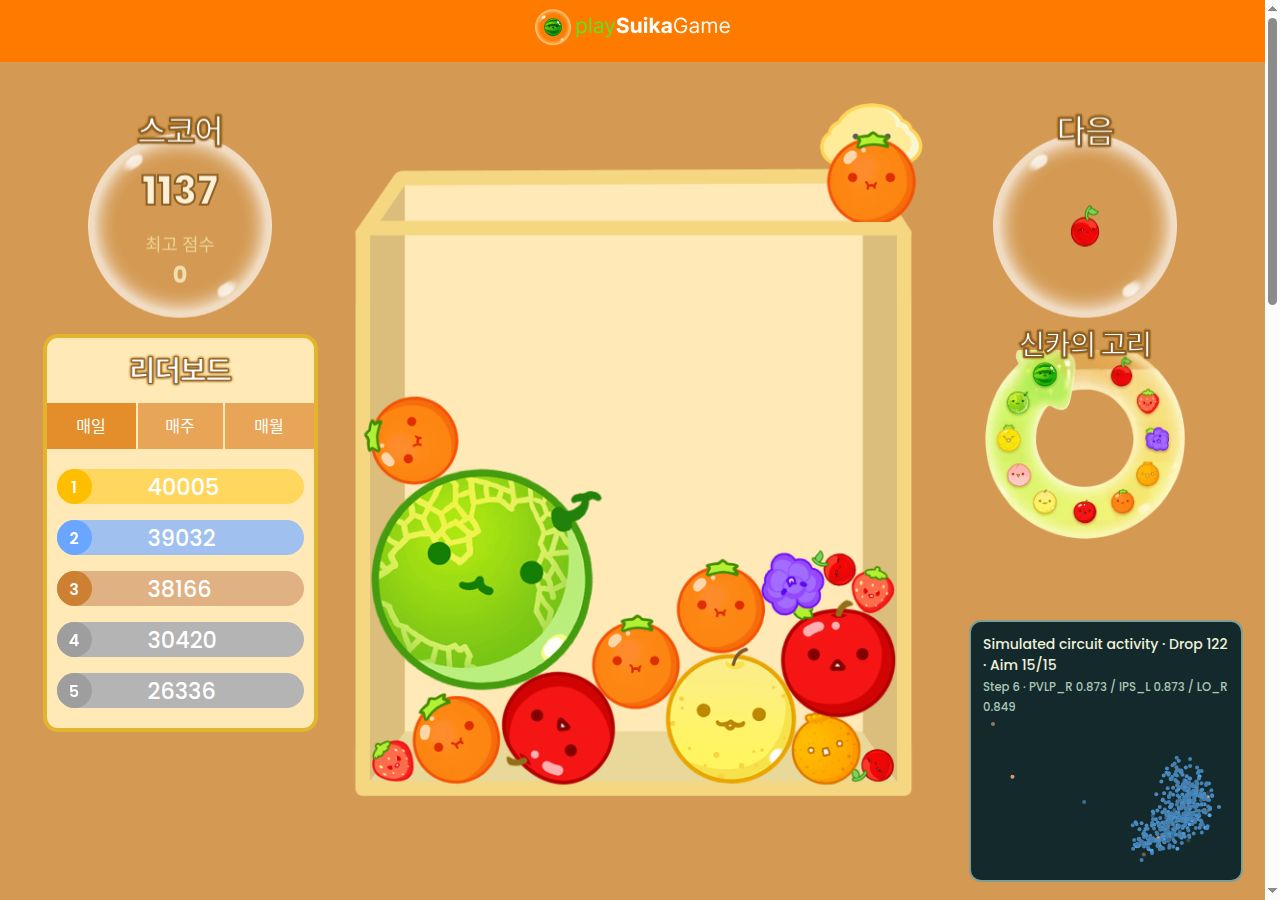 playSuikaGame
스코어
1137
최고 점수
0
다음
신카의 고리
리더보드
매일 매주 매월
1 40005
2 39032
3 38166
4 30420
5 26336
Simulated circuit activity · Drop 122
· Aim 15/15
Step 6 · PVLP_R 0.873 / IPS_L 0.873 / LO_R
0.849